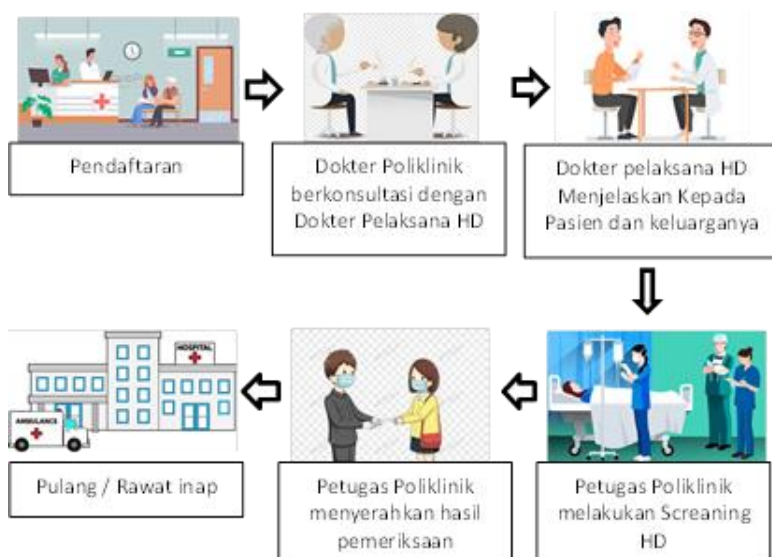 Pendaftaran
Dokter Poliklinik
berkonsultasi dengan
Dokter Pelaksana HD
Dokter pelaksana HD
Menjelaskan Kepada
Pasien dan keluarganya
HOSPITAL
AMBULANCE
Pulang / Rawat inap
Petugas Poliklinik
menyerahkan hasil
pemeriksaan
Petugas Poliklinik
melakukan Screaning
HD